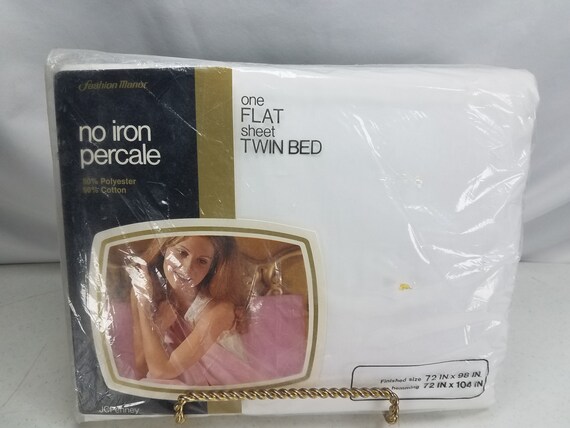 Fashion Manor
no iron
percale
50% Polyester
50% Cotton
one
FLAT
sheet
TWIN BED
Finished size 72 IN x 98 IN
hemming 72 IN x 104 IN
JCPenney